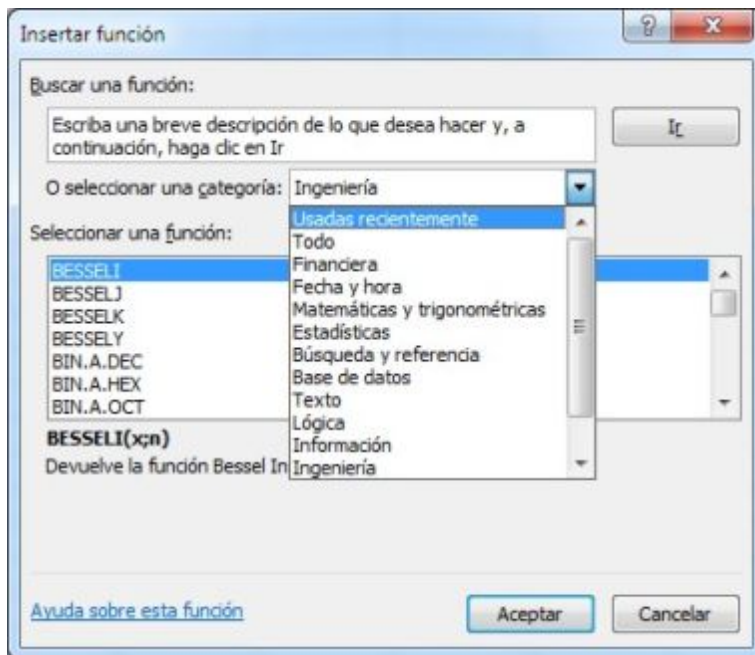 Insertar función
Buscar una función:
Escriba una breve descripción de lo que desea hacer y, a
continuación, haga clic en Ir
Ir
O seleccionar una categoría: Ingeniería
Usadas recientemente
Todo
Financiera
Fecha y hora
Matemáticas y trigonométricas
Estadísticas
Búsqueda y referencia
Base de datos
Texto
Lógica
Información
Ingeniería
Seleccionar una función:
BESSELI
BESSELJ
BESSELK
BESSELY
BIN.A.DEC
BIN.A.HEX
BIN.A.OCT
BESSELI(x;n)
Devuelve la función Bessel In
Ayuda sobre esta función
Aceptar
Cancelar